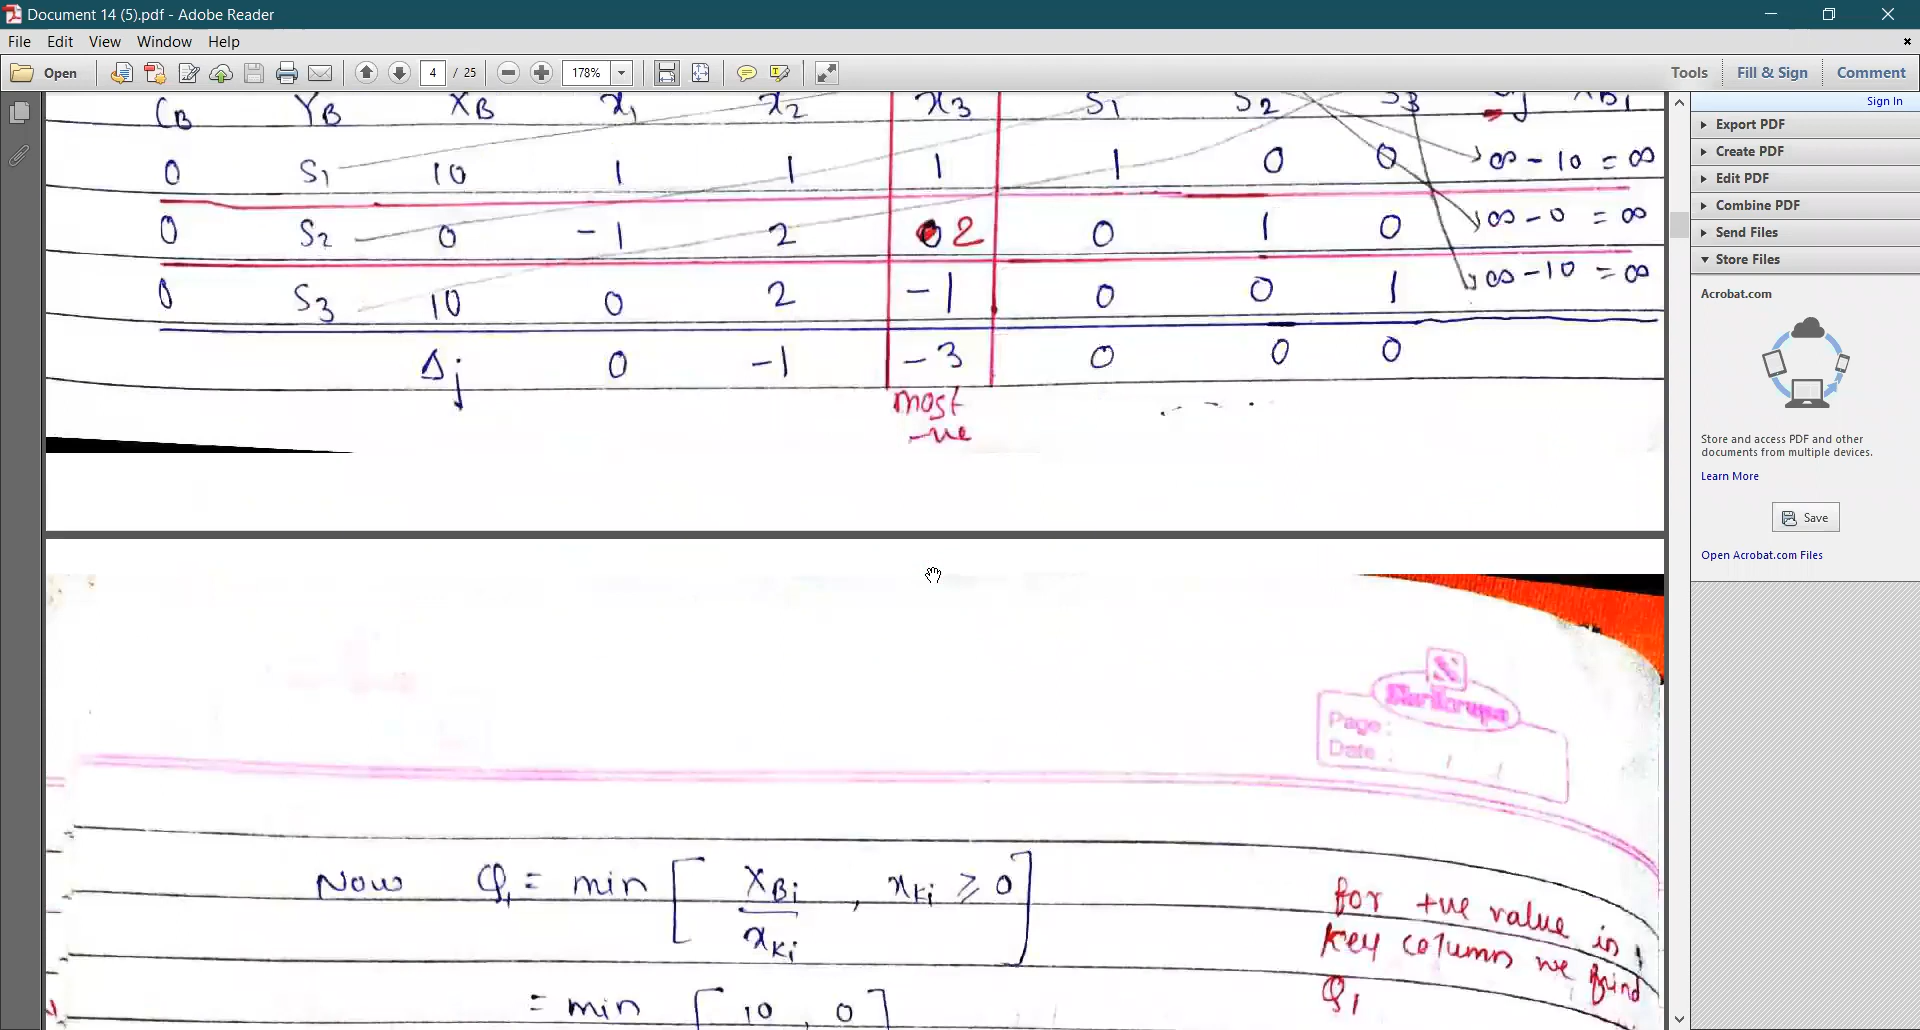 Document 14 (5).pdf - Adobe Reader
File Edit View Window Help
Open 4 / 25 178% Tools Fill & Sign Comment
Sign In
Export PDF
Create PDF
Edit PDF
Combine PDF
Send Files
Store Files
Acrobat.com
Store and access PDF and other
documents from multiple devices.
Learn More
Save
Open Acrobat.com Files
CB YB XB x1 x2 x3 S1 S2 S3
0 S1 10 1 1 1 1 0 0 ∞ - 10 = ∞
0 S2 0 -1 2 2 0 1 0 ∞ - 0 = ∞
0 S3 10 0 2 -1 0 0 1 ∞ - 10 = ∞
Δj 0 -1 -3 0 0 0
most
-ve
Page :
Date : / /
Now φ1 = min [ XBi / xKi , xKi ≥ 0 ]
for +ve value in
key column we find
φ1
= min [ 10 , 0 ]